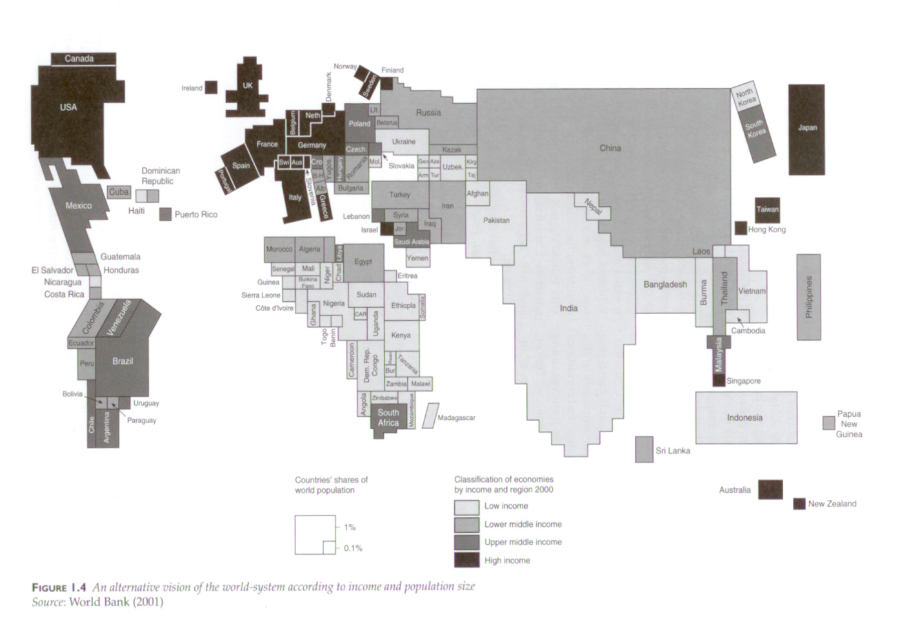 Canada
USA
Mexico
Cuba
Dominican
Republic
Haiti
Puerto Rico
Guatemala
El Salvador
Honduras
Nicaragua
Costa Rica
Colombia
Venezuela
Ecuador
Peru
Brazil
Bolivia
Uruguay
Paraguay
Chile
Argentina
Ireland
UK
Norway
Sweden
Finland
Denmark
Belgium
Neth
Germany
France
Spain
Portugal
Swi
Aus
Italy
Slovenia
Cro
B-H
Yugos
Alb
Greece
Hungary
Poland
Czech
Romania
Bulgaria
Lit
Belarus
Russia
Ukraine
Mol
Slovakia
Kazak
Geo
Aze
Arm
Tur
Uzbek.
Kirg
Taj
Turkey
Lebanon
Syria
Israel
Jor
Iraq
Iran
Saudi Arabia
Yemen
Afghan
Pakistan
China
Nepal
India
Bangladesh
Burma
Laos
Thailand
Vietnam
Cambodia
Malaysia
Singapore
Indonesia
Sri Lanka
Philippines
North
Korea
South
Korea
Japan
Taiwan
Hong Kong
Papua
New
Guinea
Australia
New Zealand
Morocco
Algeria
Libya
Egypt
Senegal
Mali
Niger
Chad
Guinea
Burkina
Faso
Sierra Leone
Côte d'Ivoire
Ghana
Togo
Benin
Nigeria
Sudan
Eritrea
Ethiopia
Somalia
CAR
Uganda
Kenya
Cameroon
Dem. Rep.
Congo
Bur
Tanzania
Zambia
Malawi
Angola
Zimbabwe
Mozambique
South
Africa
Madagascar
Countries' shares of
world population
1%
0.1%
Classification of economies
by income and region 2000
Low income
Lower middle income
Upper middle income
High income
FIGURE 1.4 An alternative vision of the world-system according to income and population size
Source: World Bank (2001)